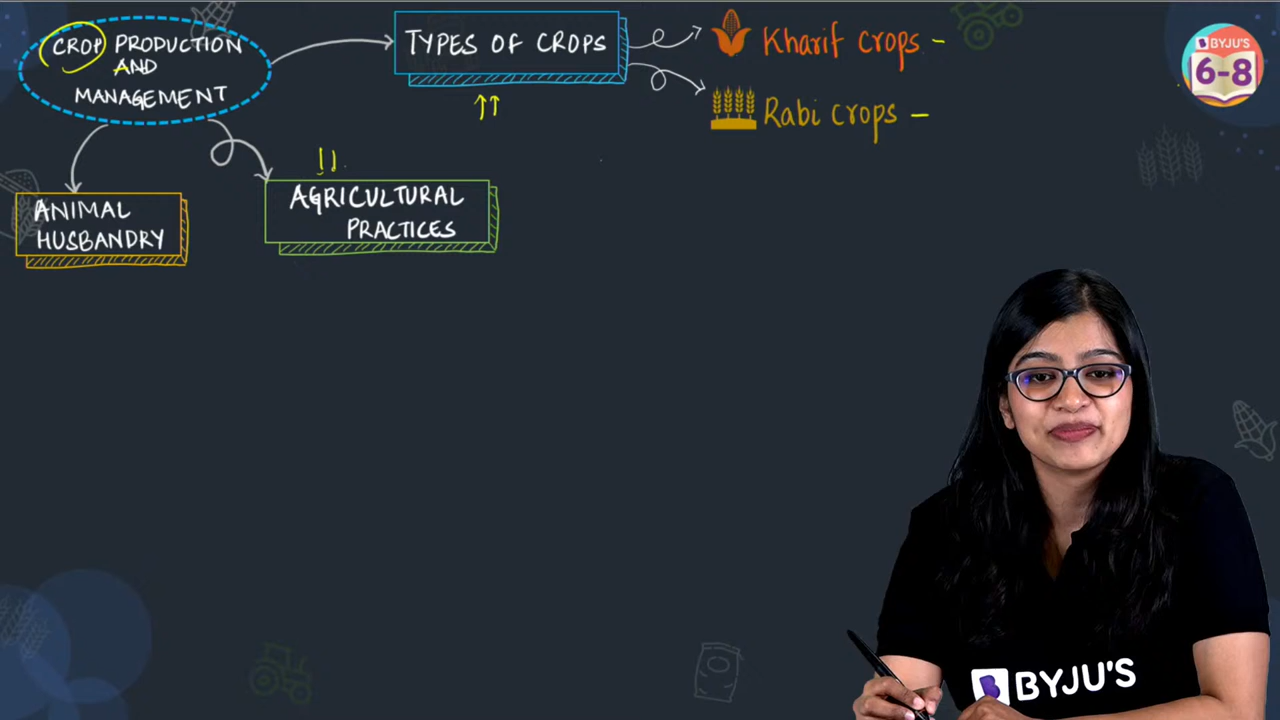 CROP PRODUCTION
AND
MANAGEMENT
TYPES OF CROPS
Kharif crops -
Rabi crops -
ANIMAL
HUSBANDRY
AGRICULTURAL
PRACTICES
BYJU'S
6-8
BYJU'S